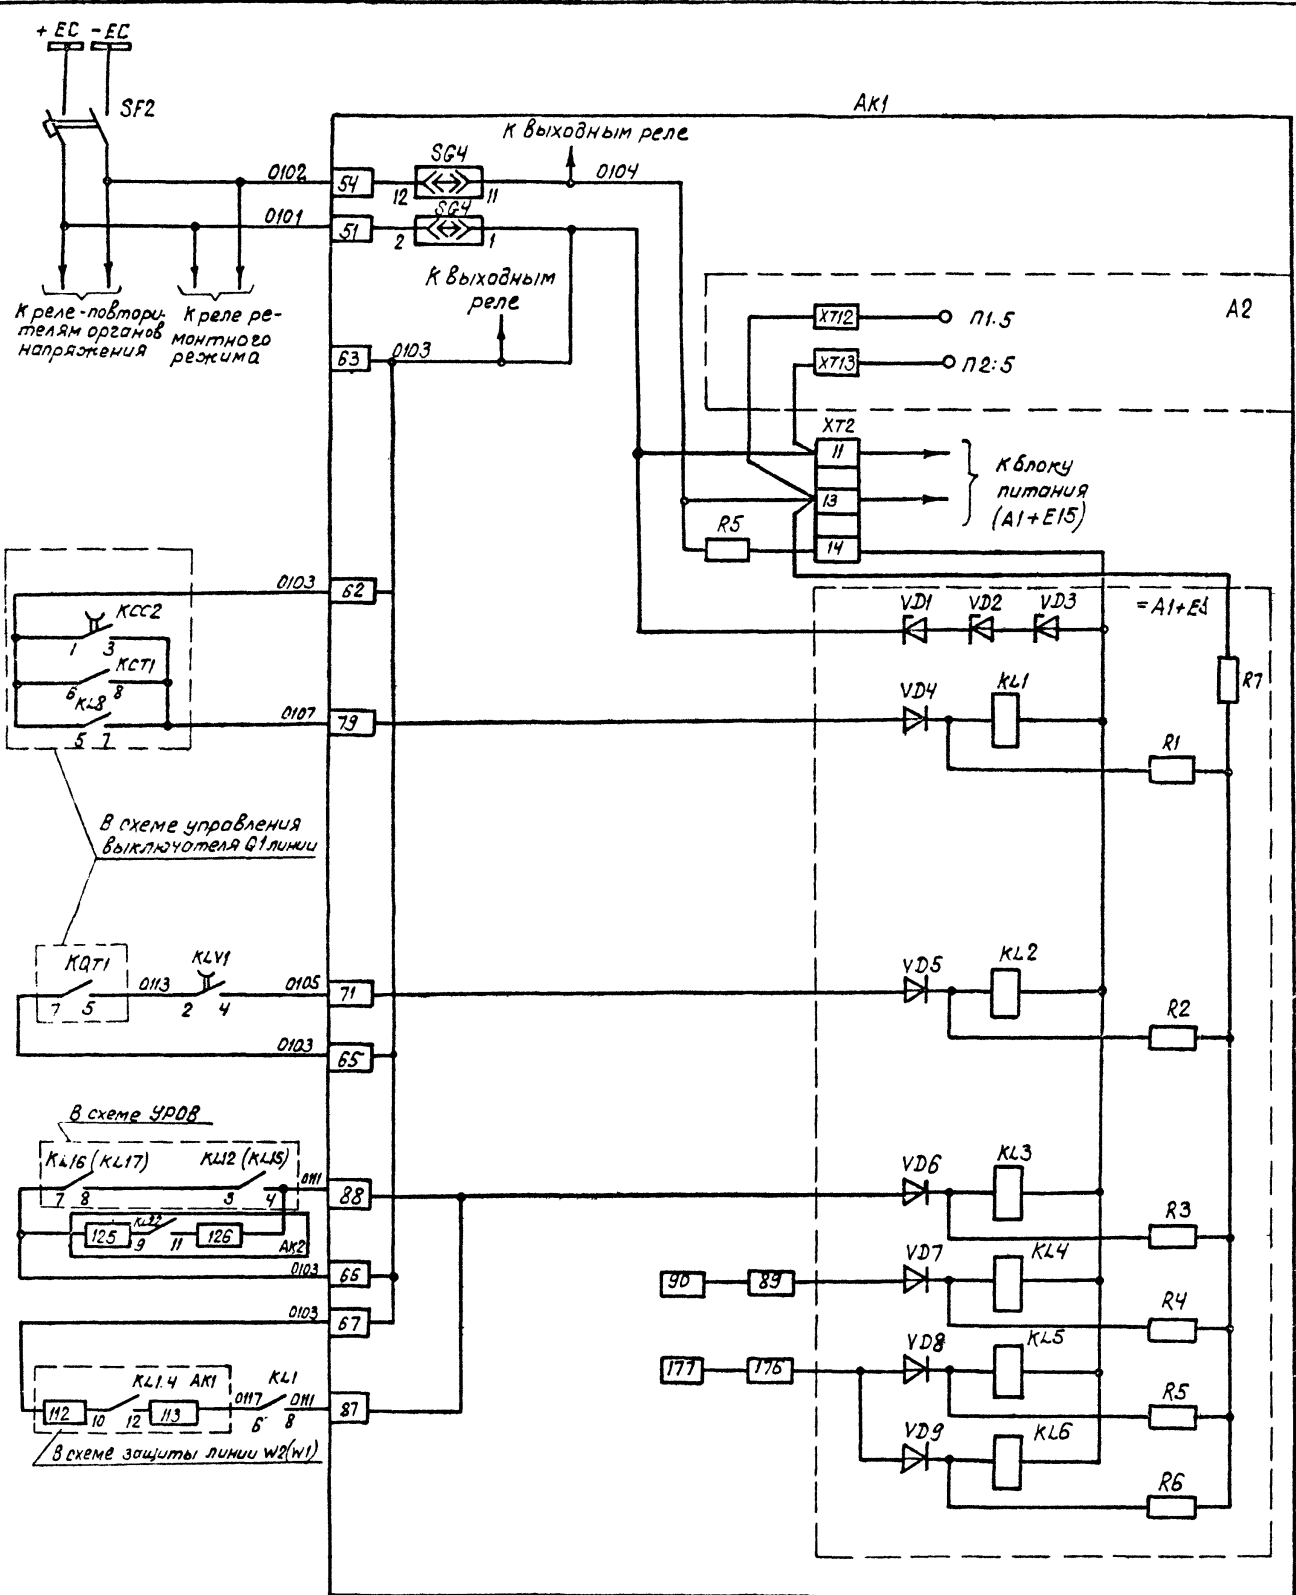 + EC - EC
SF2
AK1
К выходным реле
SG4
0102
54
12
11
0104
SG4
0101
51
2
1
К выходным
реле
К реле-повтори-
телям органов
напряжения
К реле ре-
монтного
режима
63
0103
A2
XT12
П1.5
XT13
П2:5
XT2
11
13
14
К блоку
питания
(A1+E15)
R5
0103
62
KCC2
1 3
KCT1
6 8
KL8
5 7
0107
79
VD1
VD2
VD3
R7
VD4
KL1
R1
В схеме управления
выключателя Q1 линии
KQT1
7 5
0113
KLV1
2 4
0105
71
VD5
KL2
R2
0103
65
В схеме УРОВ
KL16 (KL17)
KL12 (KL15)
7 8
3 4
0111
88
125
KL22
9 11
126
AK2
0103
66
0103
67
VD6
KL3
R3
90
89
VD7
KL4
R4
177
176
VD8
KL5
R5
VD9
KL6
R6
KL1.4 AK1
112
10 12
113
0117
KL1
6 8
0111
87
В схеме защиты линии W2(W1)